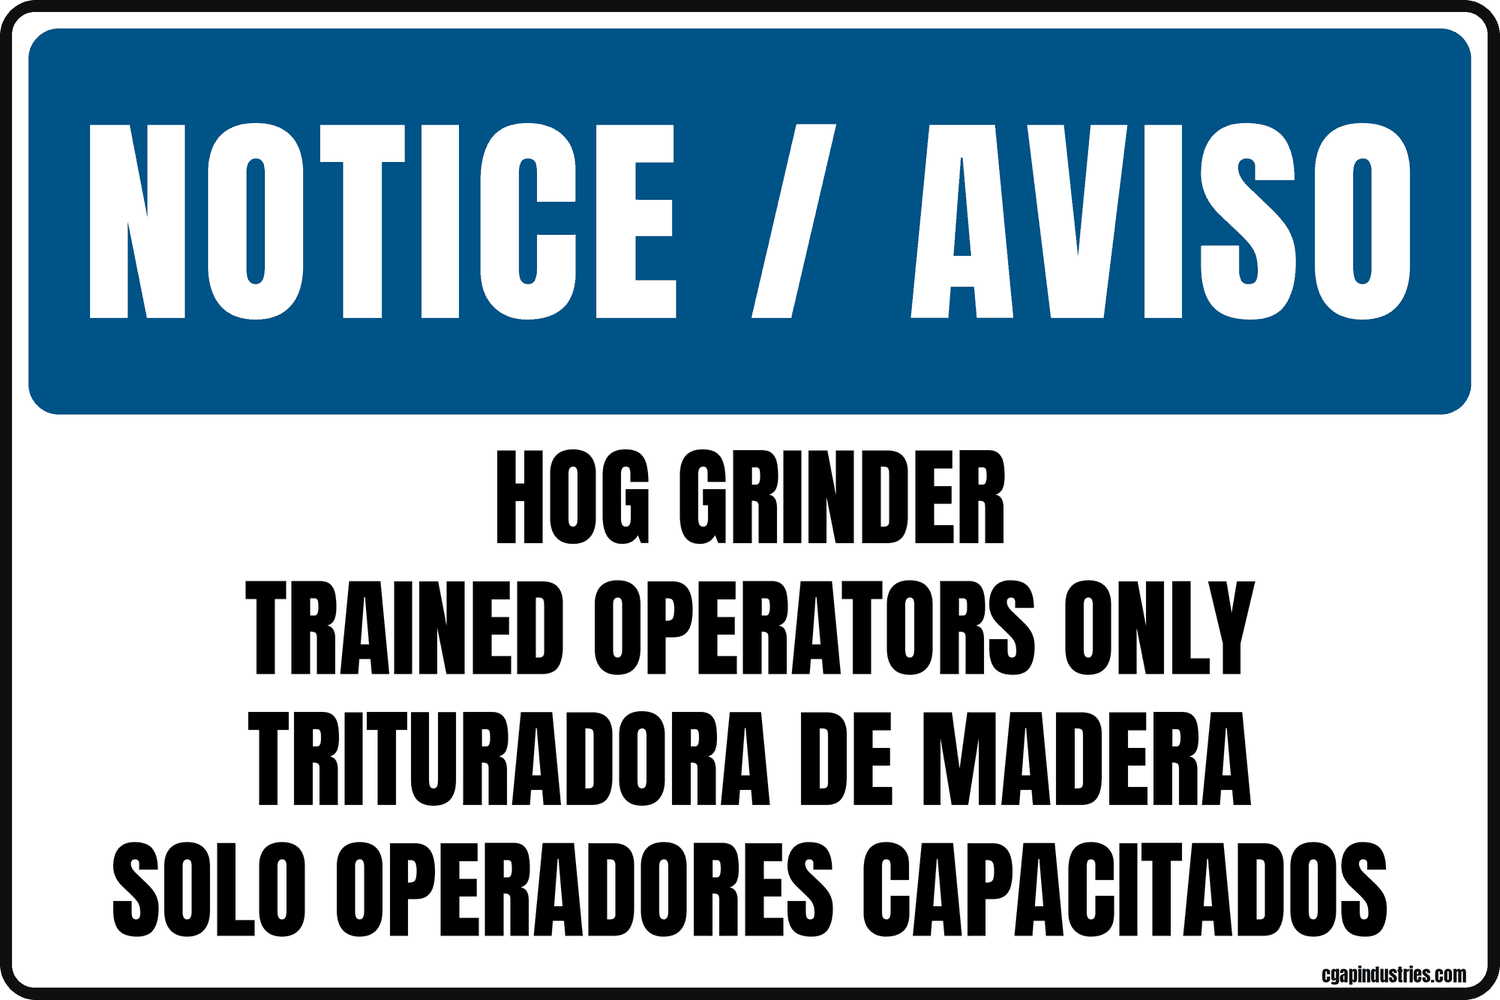 NOTICE / AVISO
HOG GRINDER
TRAINED OPERATORS ONLY
TRITURADORA DE MADERA
SOLO OPERADORES CAPACITADOS
cgapindustries.com